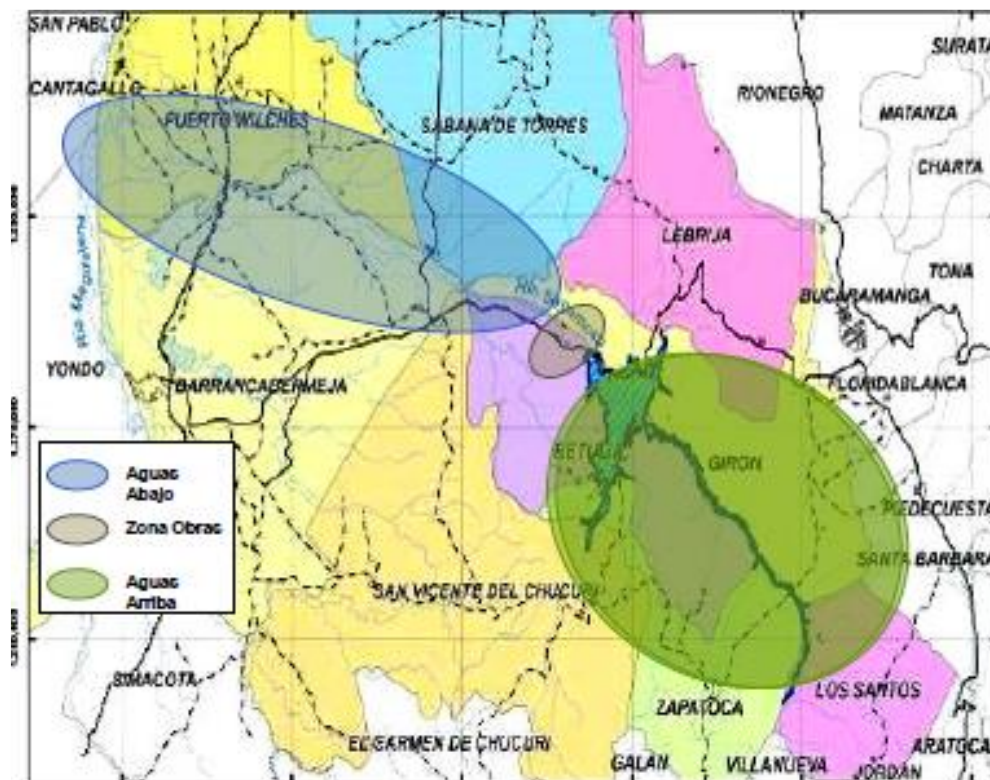 SAN PABLO
SURATA
CANTAGALLO
RIONEGRO
MATANZA
PUERTO WILCHES
SABANA DE TORRES
CHARTA
LEBRIJA
TONA
BUCARAMANGA
YONDO
BARRANCABERMEJA
FLORIDABLANCA
BETULIA
GIRON
Aguas
Abajo
Zona Obras
Aguas
Arriba
PIEDECUESTA
SANTA BARBARA
SAN VICENTE DEL CHUCURI
SIMACOTA
LOS SANTOS
ZAPATOCA
EL CARMEN DE CHUCURI
ARATOCA
GALAN
VILLANUEVA
JORDAN